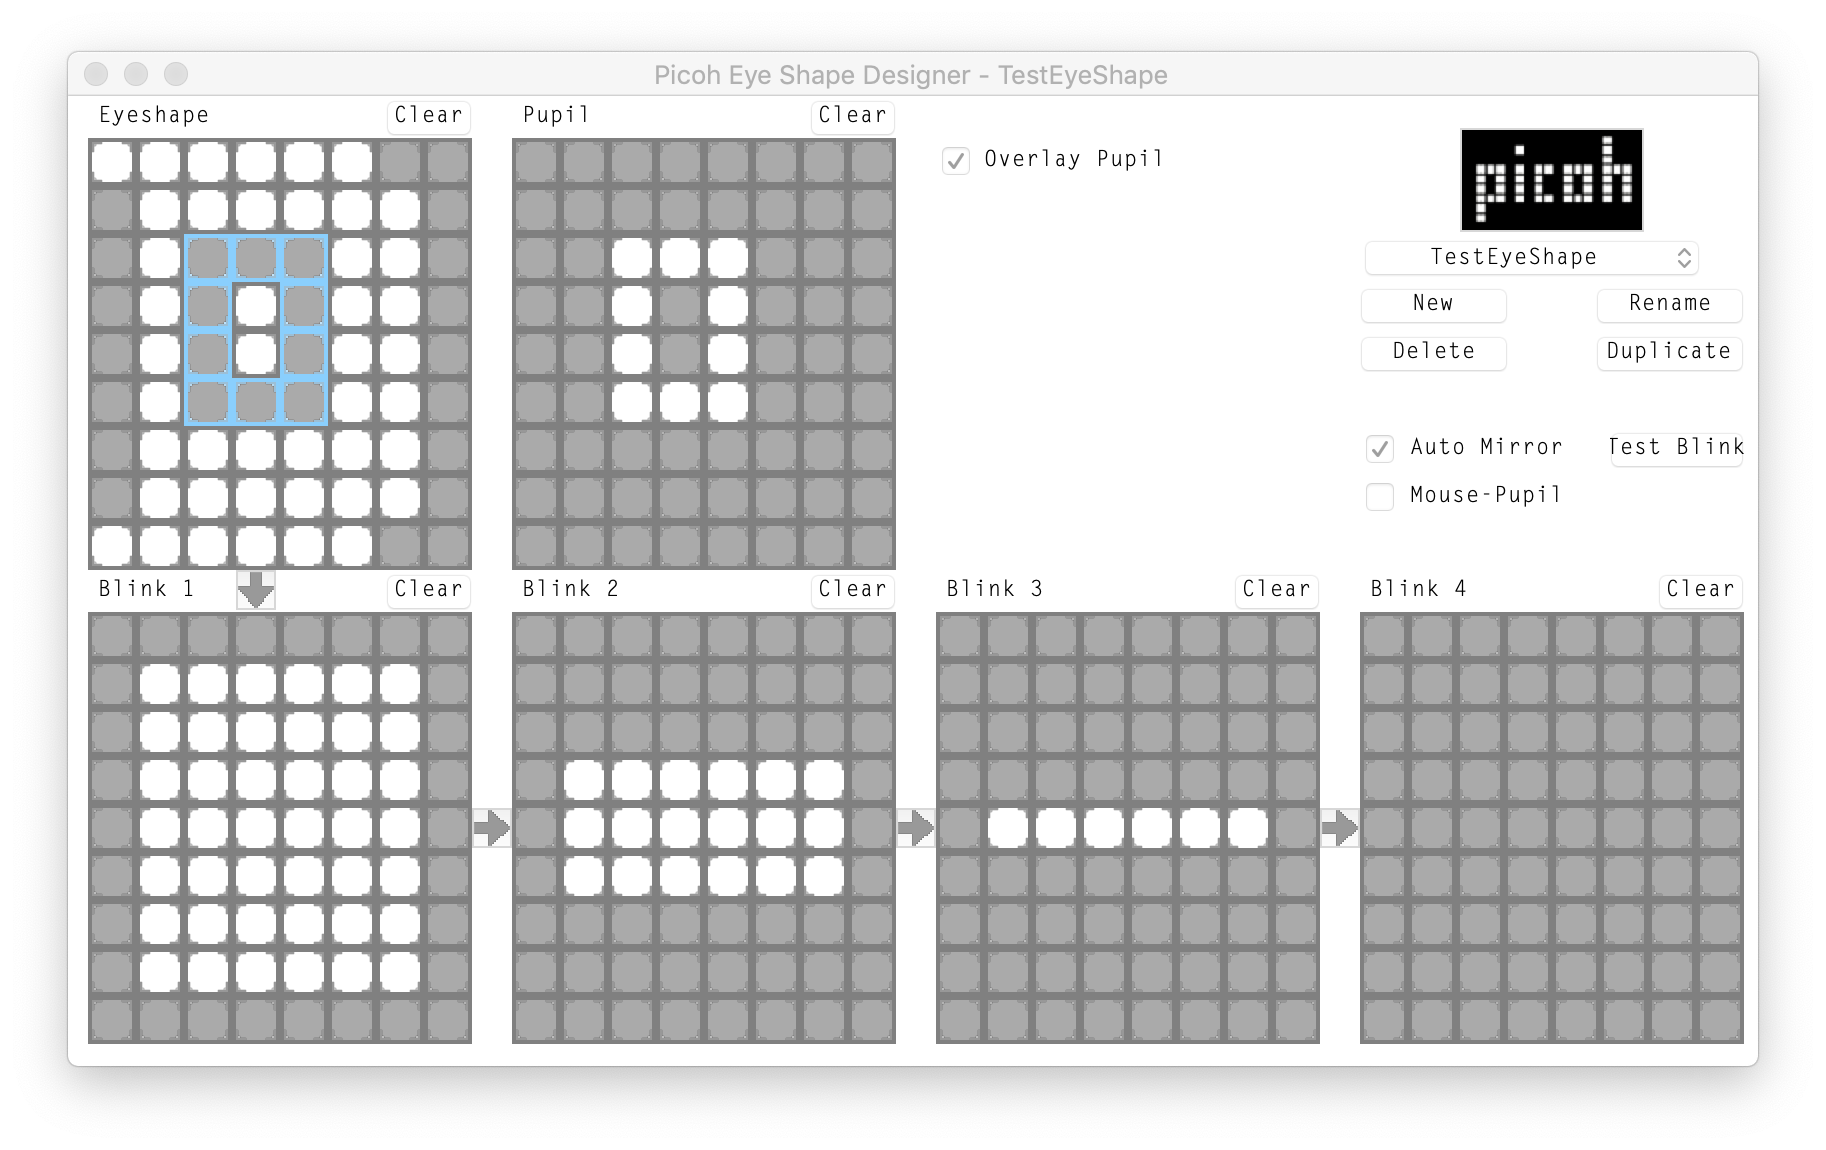 Picoh Eye Shape Designer - TestEyeShape
Eyeshape
Clear
Pupil
Clear
Overlay Pupil
picoh
TestEyeShape
New
Rename
Delete
Duplicate
Auto Mirror
Test Blink
Mouse-Pupil
Blink 1
Clear
Blink 2
Clear
Blink 3
Clear
Blink 4
Clear